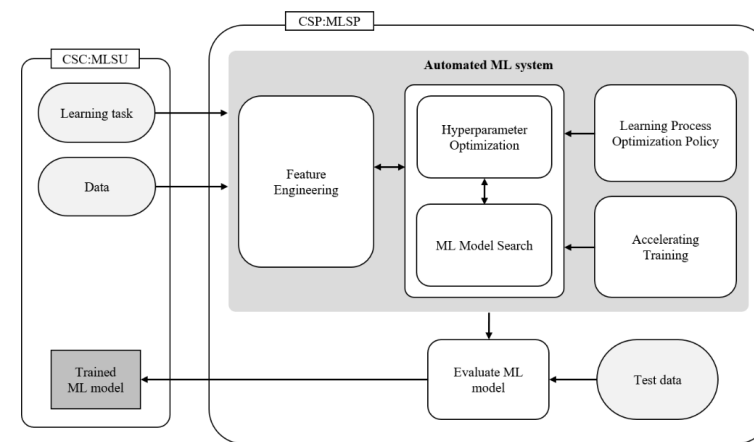 CSP:MLSP
CSC:MLSU
Automated ML system
Learning task
Data
Feature
Engineering
Hyperparameter
Optimization
ML Model Search
Learning Process
Optimization Policy
Accelerating
Training
Trained
ML model
Evaluate ML
model
Test data